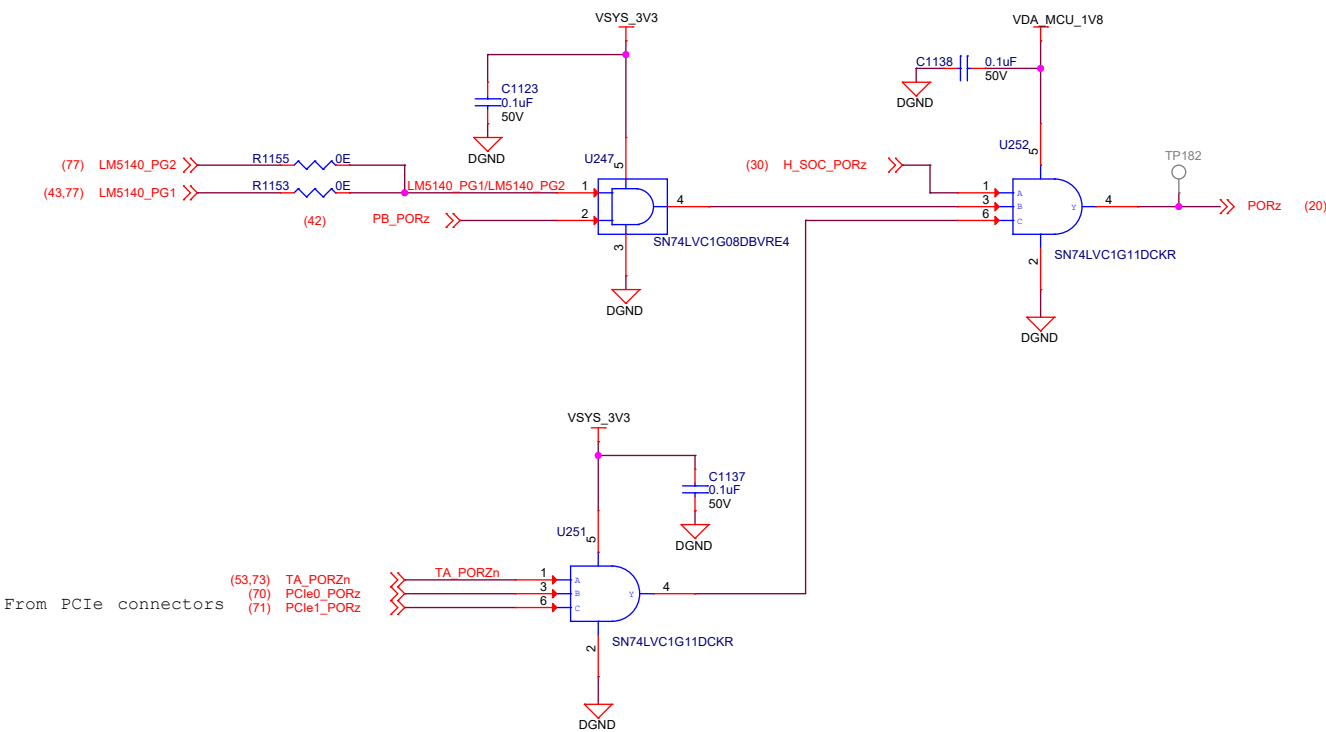 VSYS_3V3
VDA_MCU_1V8
C1123
0.1uF
50V
DGND
C1138
0.1uF
50V
DGND
(77) LM5140_PG2
R1155
0E
(43,77) LM5140_PG1
R1153
0E
LM5140_PG1/LM5140_PG2
(42)
PB_PORz
U247
5
1
2
4
3
SN74LVC1G08DBVRE4
DGND
(30) H_SOC_PORz
U252
5
1
3
6
A
B
C
Y
4
2
SN74LVC1G11DCKR
DGND
TP182
PORz (20)
VSYS_3V3
C1137
0.1uF
50V
DGND
U251
5
From PCIe connectors
(53,73) TA_PORZn
(70) PCIe0_PORz
(71) PCIe1_PORz
TA_PORZn
1
3
6
A
B
C
Y
4
2
SN74LVC1G11DCKR
DGND